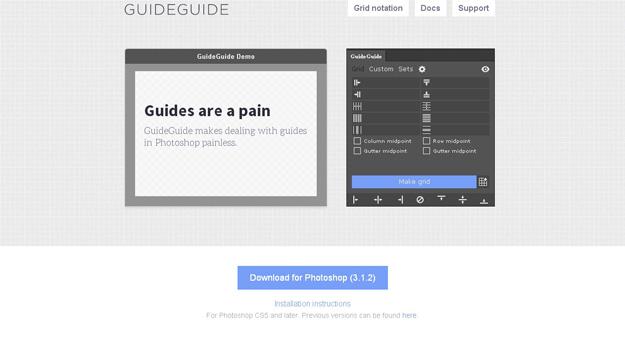 GUIDEGUIDE
Grid notation Docs Support
GuideGuide Demo
Guides are a pain
GuideGuide makes dealing with guides
in Photoshop painless.
GuideGuide
Grid Custom Sets
Column midpoint Row midpoint
Gutter midpoint Gutter midpoint
Make grid
Download for Photoshop (3.1.2)
Installation instructions
For Photoshop CS5 and later. Previous versions can be found here.